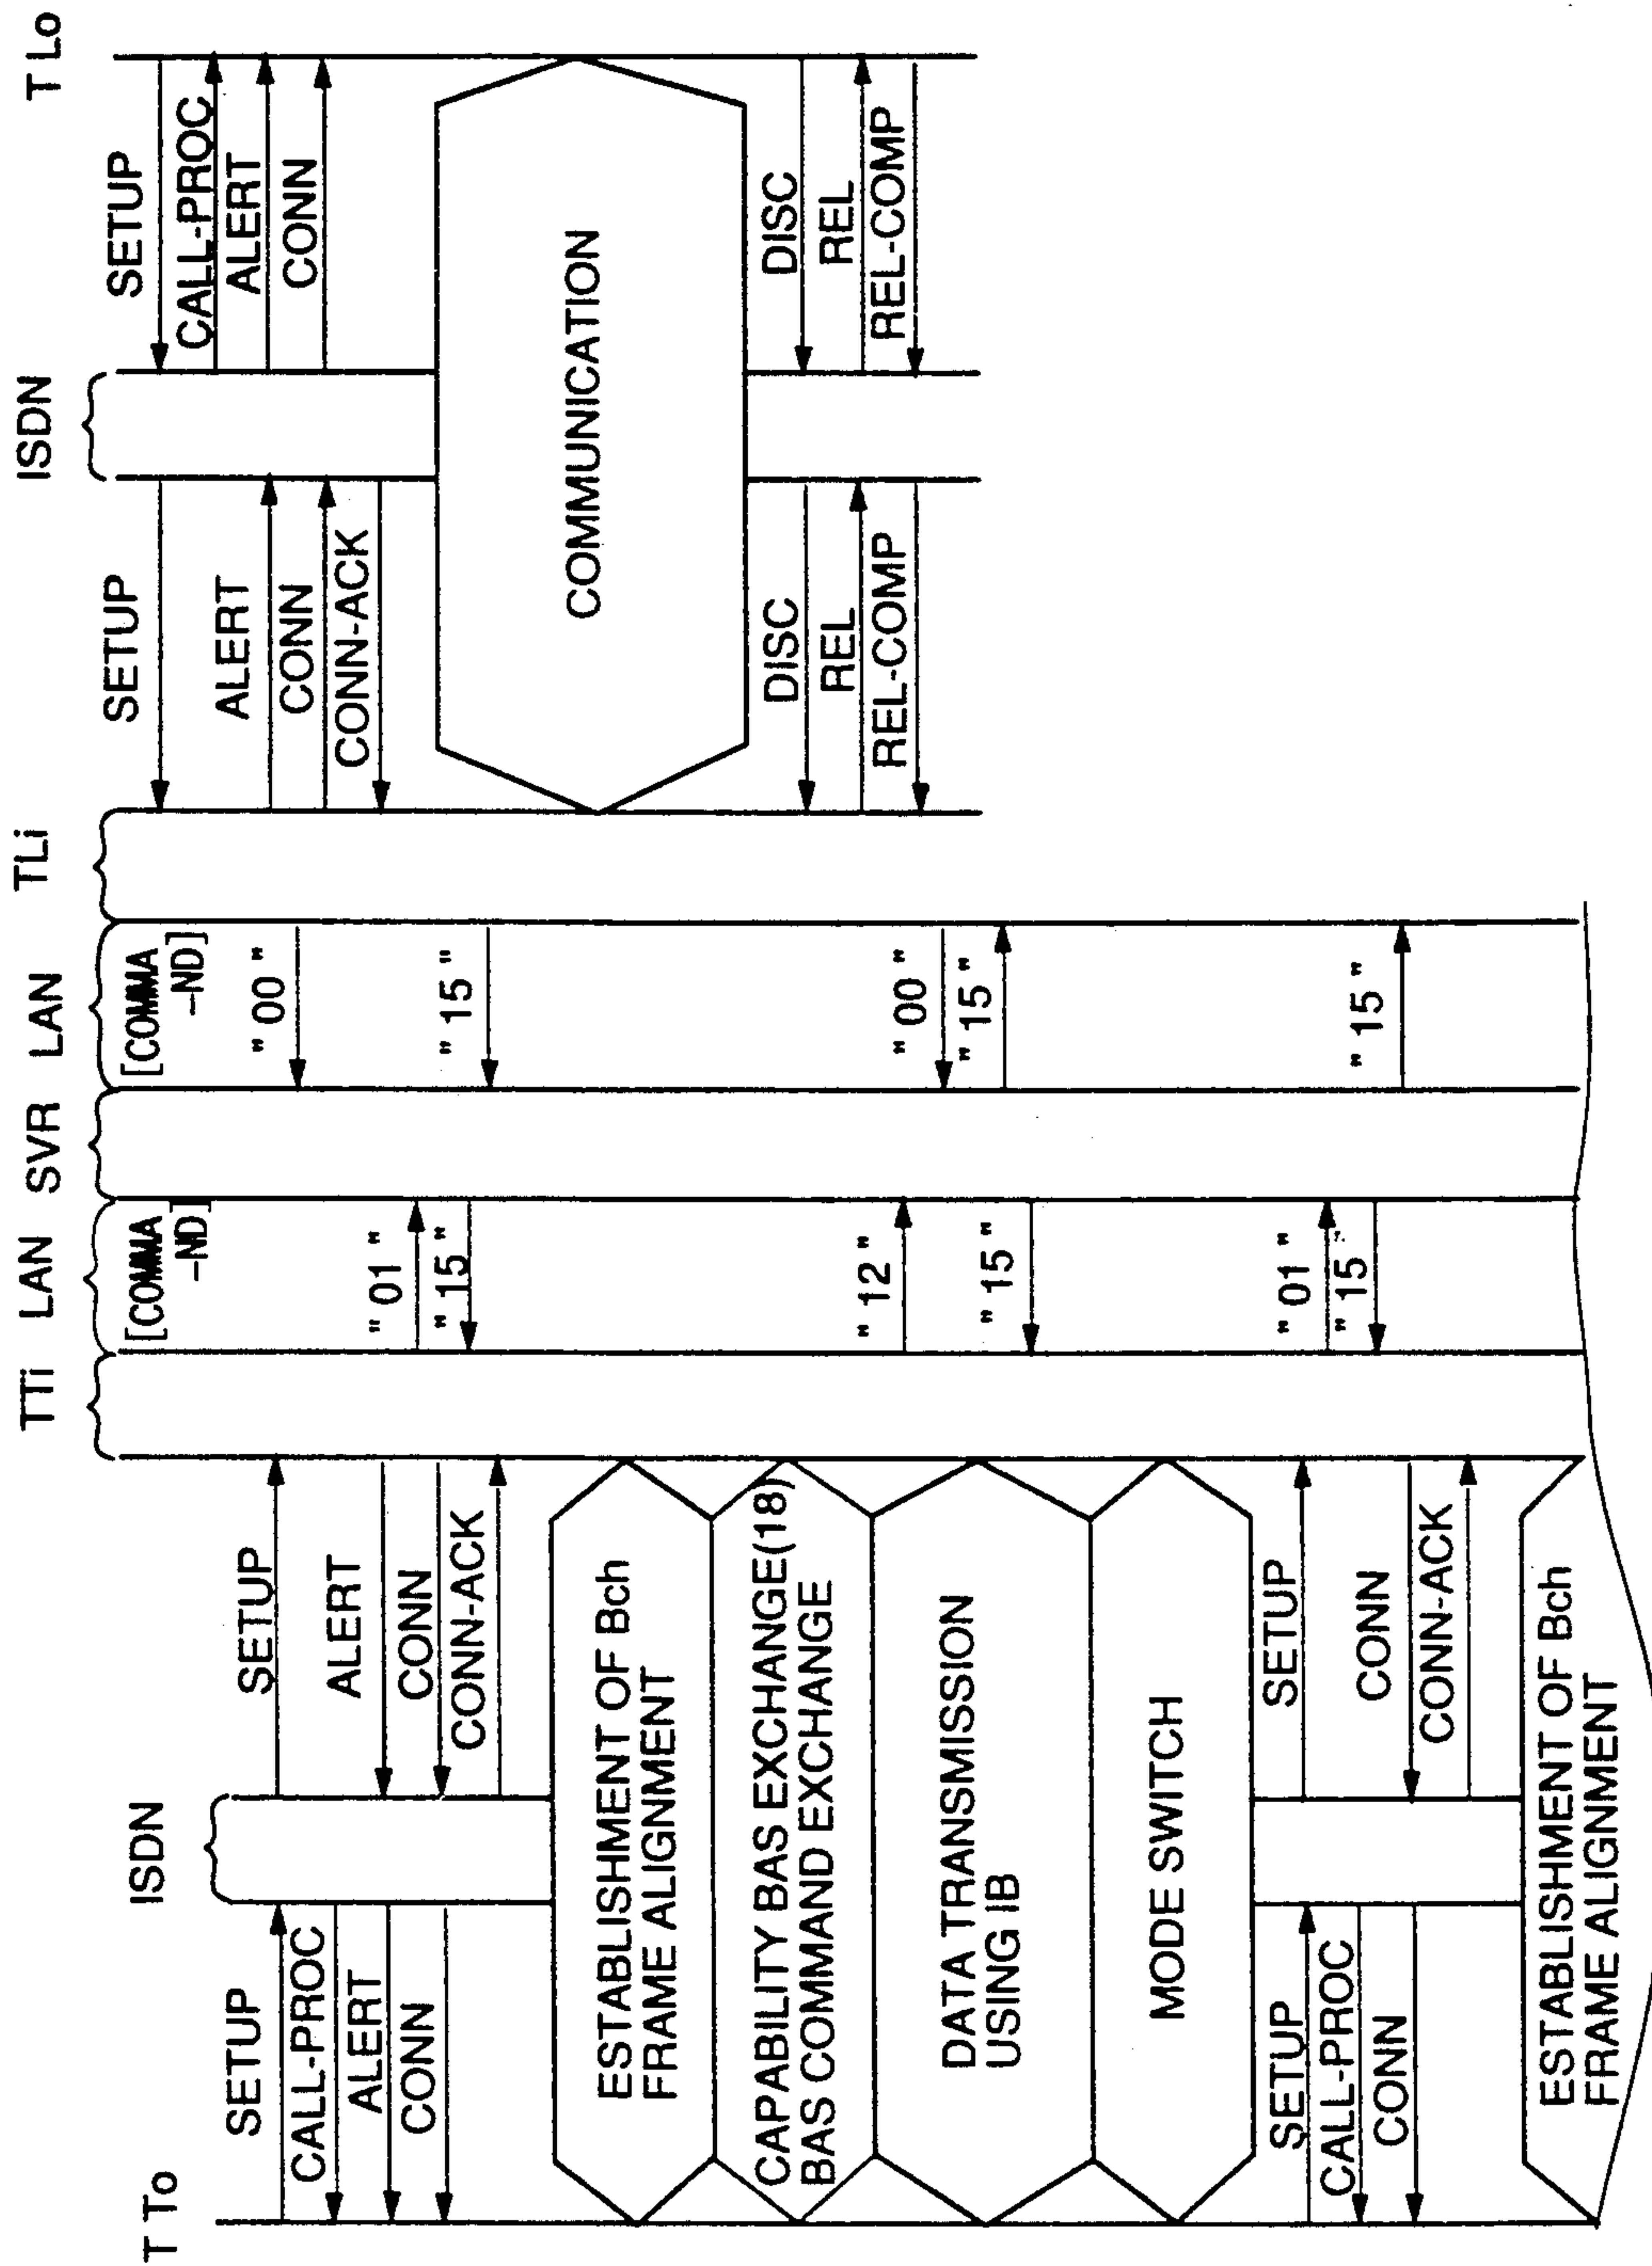 T To
ISDN
TTi
LAN
SVR
LAN
TLi
ISDN
T Lo
[COMMA
-ND]
[COMMA
-ND]
SETUP
CALL-PROC
ALERT
CONN
SETUP
ALERT
CONN
CONN-ACK
ESTABLISHMENT OF Bch
FRAME ALIGNMENT
CAPABILITY BAS EXCHANGE(18)
BAS COMMAND EXCHANGE
DATA TRANSMISSION
USING IB
MODE SWITCH
SETUP
CALL-PROC
CONN
SETUP
CONN
CONN-ACK
ESTABLISHMENT OF Bch
FRAME ALIGNMENT
" 01 "
" 15 "
" 12 "
" 15 "
" 01 "
" 15 "
" 00 "
" 15 "
" 00 "
" 15 "
" 15 "
SETUP
ALERT
CONN
CONN-ACK
SETUP
CALL-PROC
ALERT
CONN
COMMUNICATION
DISC
REL
REL-COMP
DISC
REL
REL-COMP